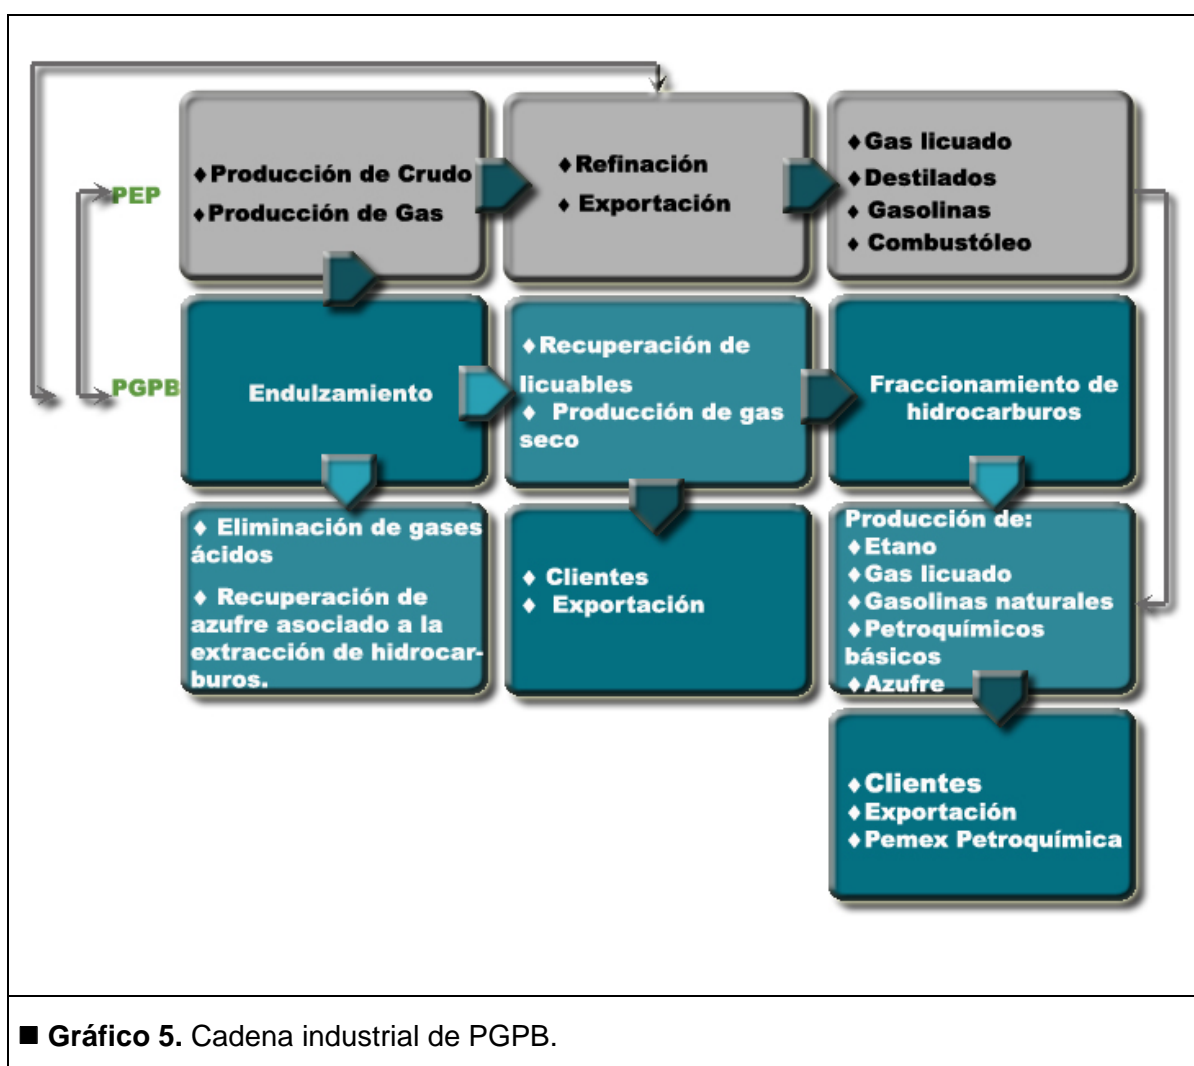 PEP
♦Producción de Crudo
♦Producción de Gas
♦Refinación
♦ Exportación
♦Gas licuado
♦Destilados
♦ Gasolinas
♦ Combustóleo
PGPB
Endulzamiento
♦Recuperación de
licuables
♦ Producción de gas
seco
Fraccionamiento de
hidrocarburos
♦ Eliminación de gases
ácidos
♦ Recuperación de
azufre asociado a la
extracción de hidrocar-
buros.
♦ Clientes
♦ Exportación
Producción de:
♦Etano
♦Gas licuado
♦Gasolinas naturales
♦Petroquímicos
básicos
♦Azufre
♦Clientes
♦Exportación
♦Pemex Petroquímica
■ Gráfico 5. Cadena industrial de PGPB.